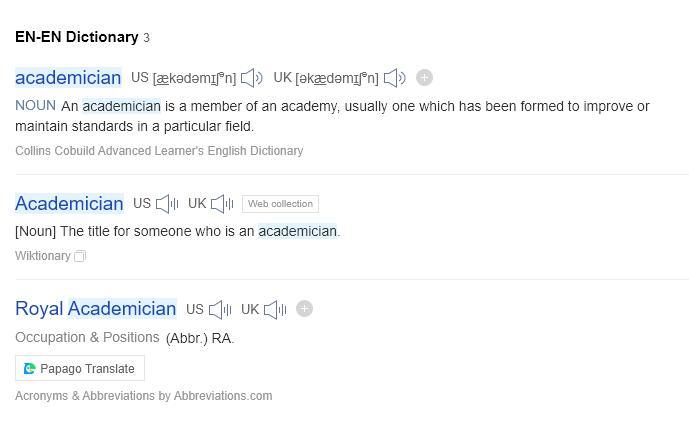 EN-EN Dictionary 3
academician US [ækədəmɪʃᵊn] UK [əkædəmɪʃᵊn]
NOUN An academician is a member of an academy, usually one which has been formed to improve or
maintain standards in a particular field.
Collins Cobuild Advanced Learner's English Dictionary
Academician US UK Web collection
[Noun] The title for someone who is an academician.
Wiktionary
Royal Academician US UK
Occupation & Positions (Abbr.) RA.
Papago Translate
Acronyms & Abbreviations by Abbreviations.com